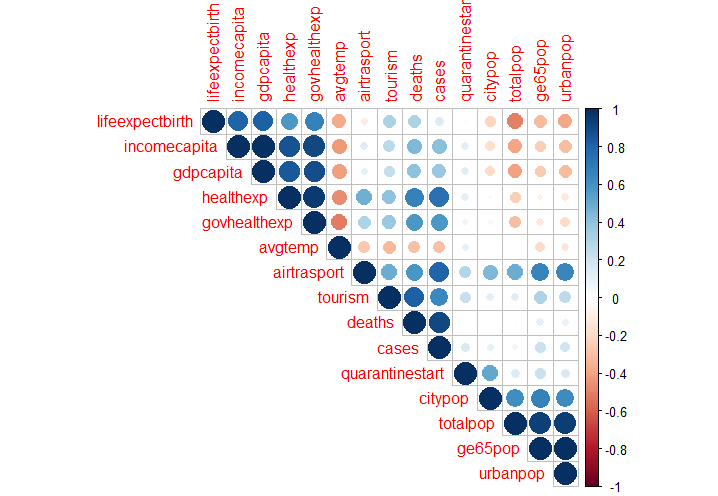 lifeexpectbirth
incomecapita
gdpcapita
healthexp
govhealthexp
avgtemp
airtrasport
tourism
deaths
cases
quarantinestart
citypop
totalpop
ge65pop
urbanpop
lifeexpectbirth
incomecapita
gdpcapita
healthexp
govhealthexp
avgtemp
airtrasport
tourism
deaths
cases
quarantinestart
citypop
totalpop
ge65pop
urbanpop
1
0.8
0.6
0.4
0.2
0
-0.2
-0.4
-0.6
-0.8
-1